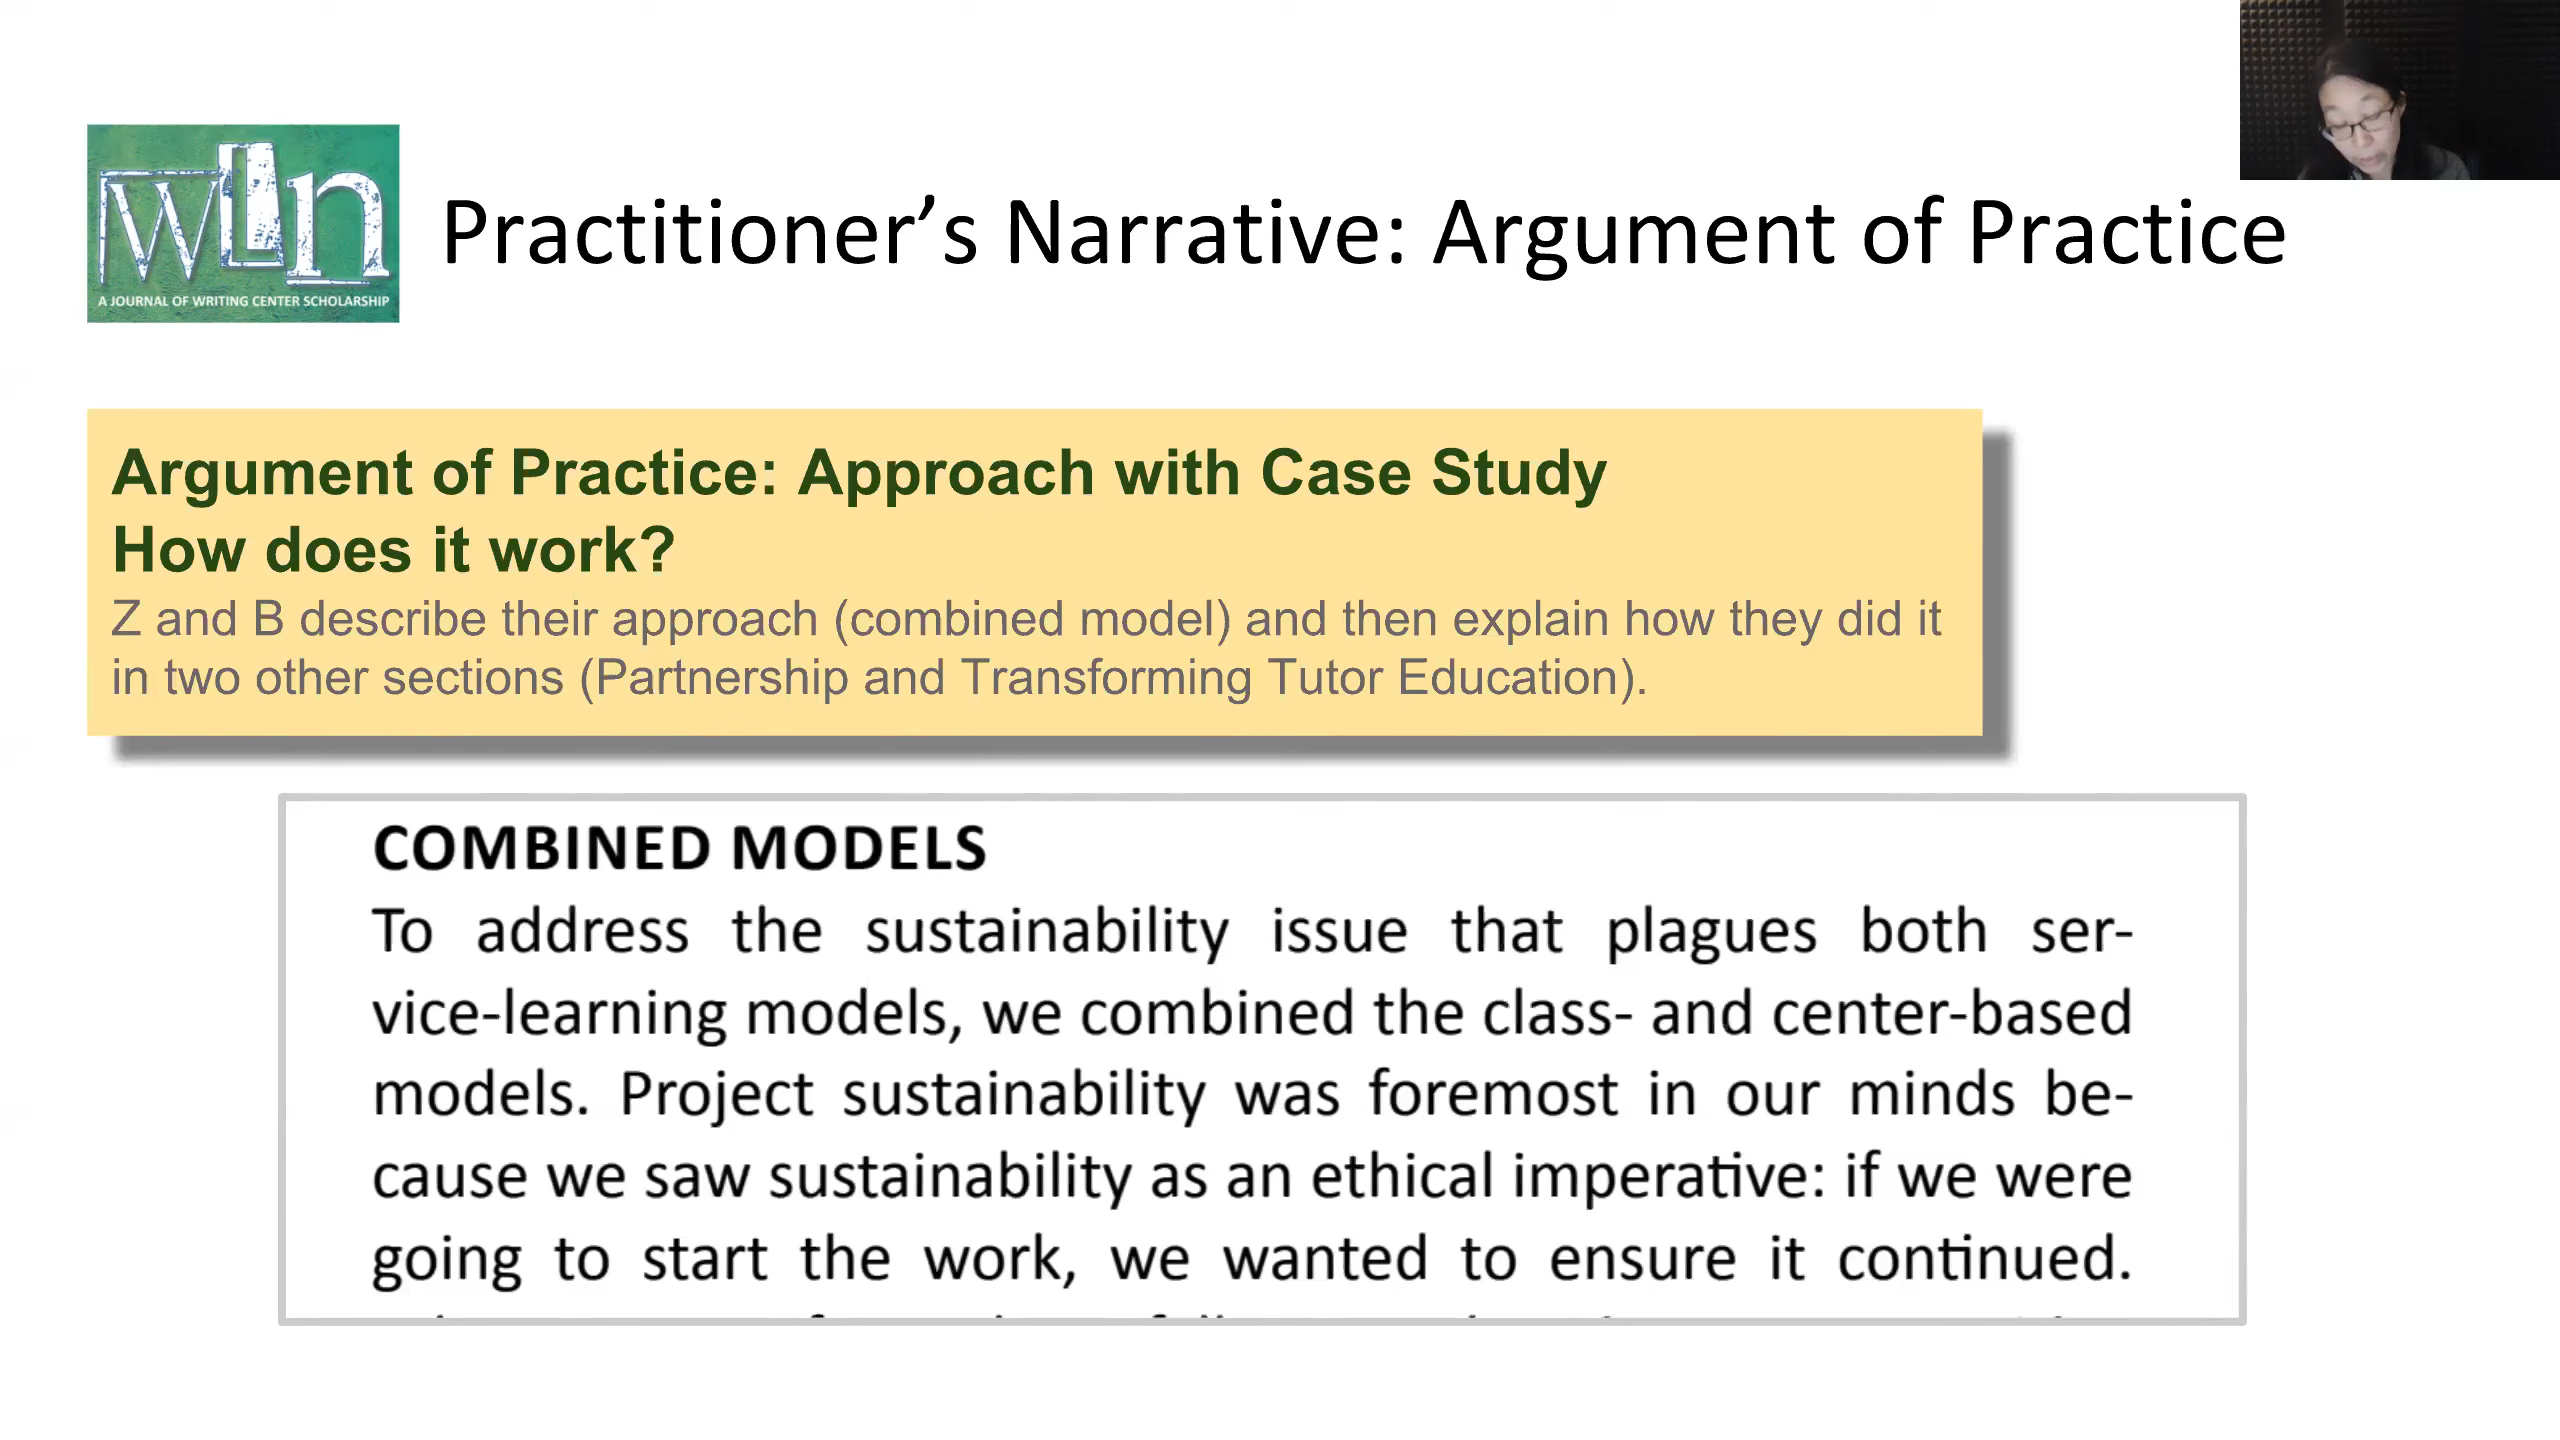 wLn
A JOURNAL OF WRITING CENTER SCHOLARSHIP
Practitioner’s Narrative: Argument of Practice
Argument of Practice: Approach with Case Study
How does it work?
Z and B describe their approach (combined model) and then explain how they did it
in two other sections (Partnership and Transforming Tutor Education).
COMBINED MODELS
To address the sustainability issue that plagues both ser-
vice-learning models, we combined the class- and center-based
models. Project sustainability was foremost in our minds be-
cause we saw sustainability as an ethical imperative: if we were
going to start the work, we wanted to ensure it continued.